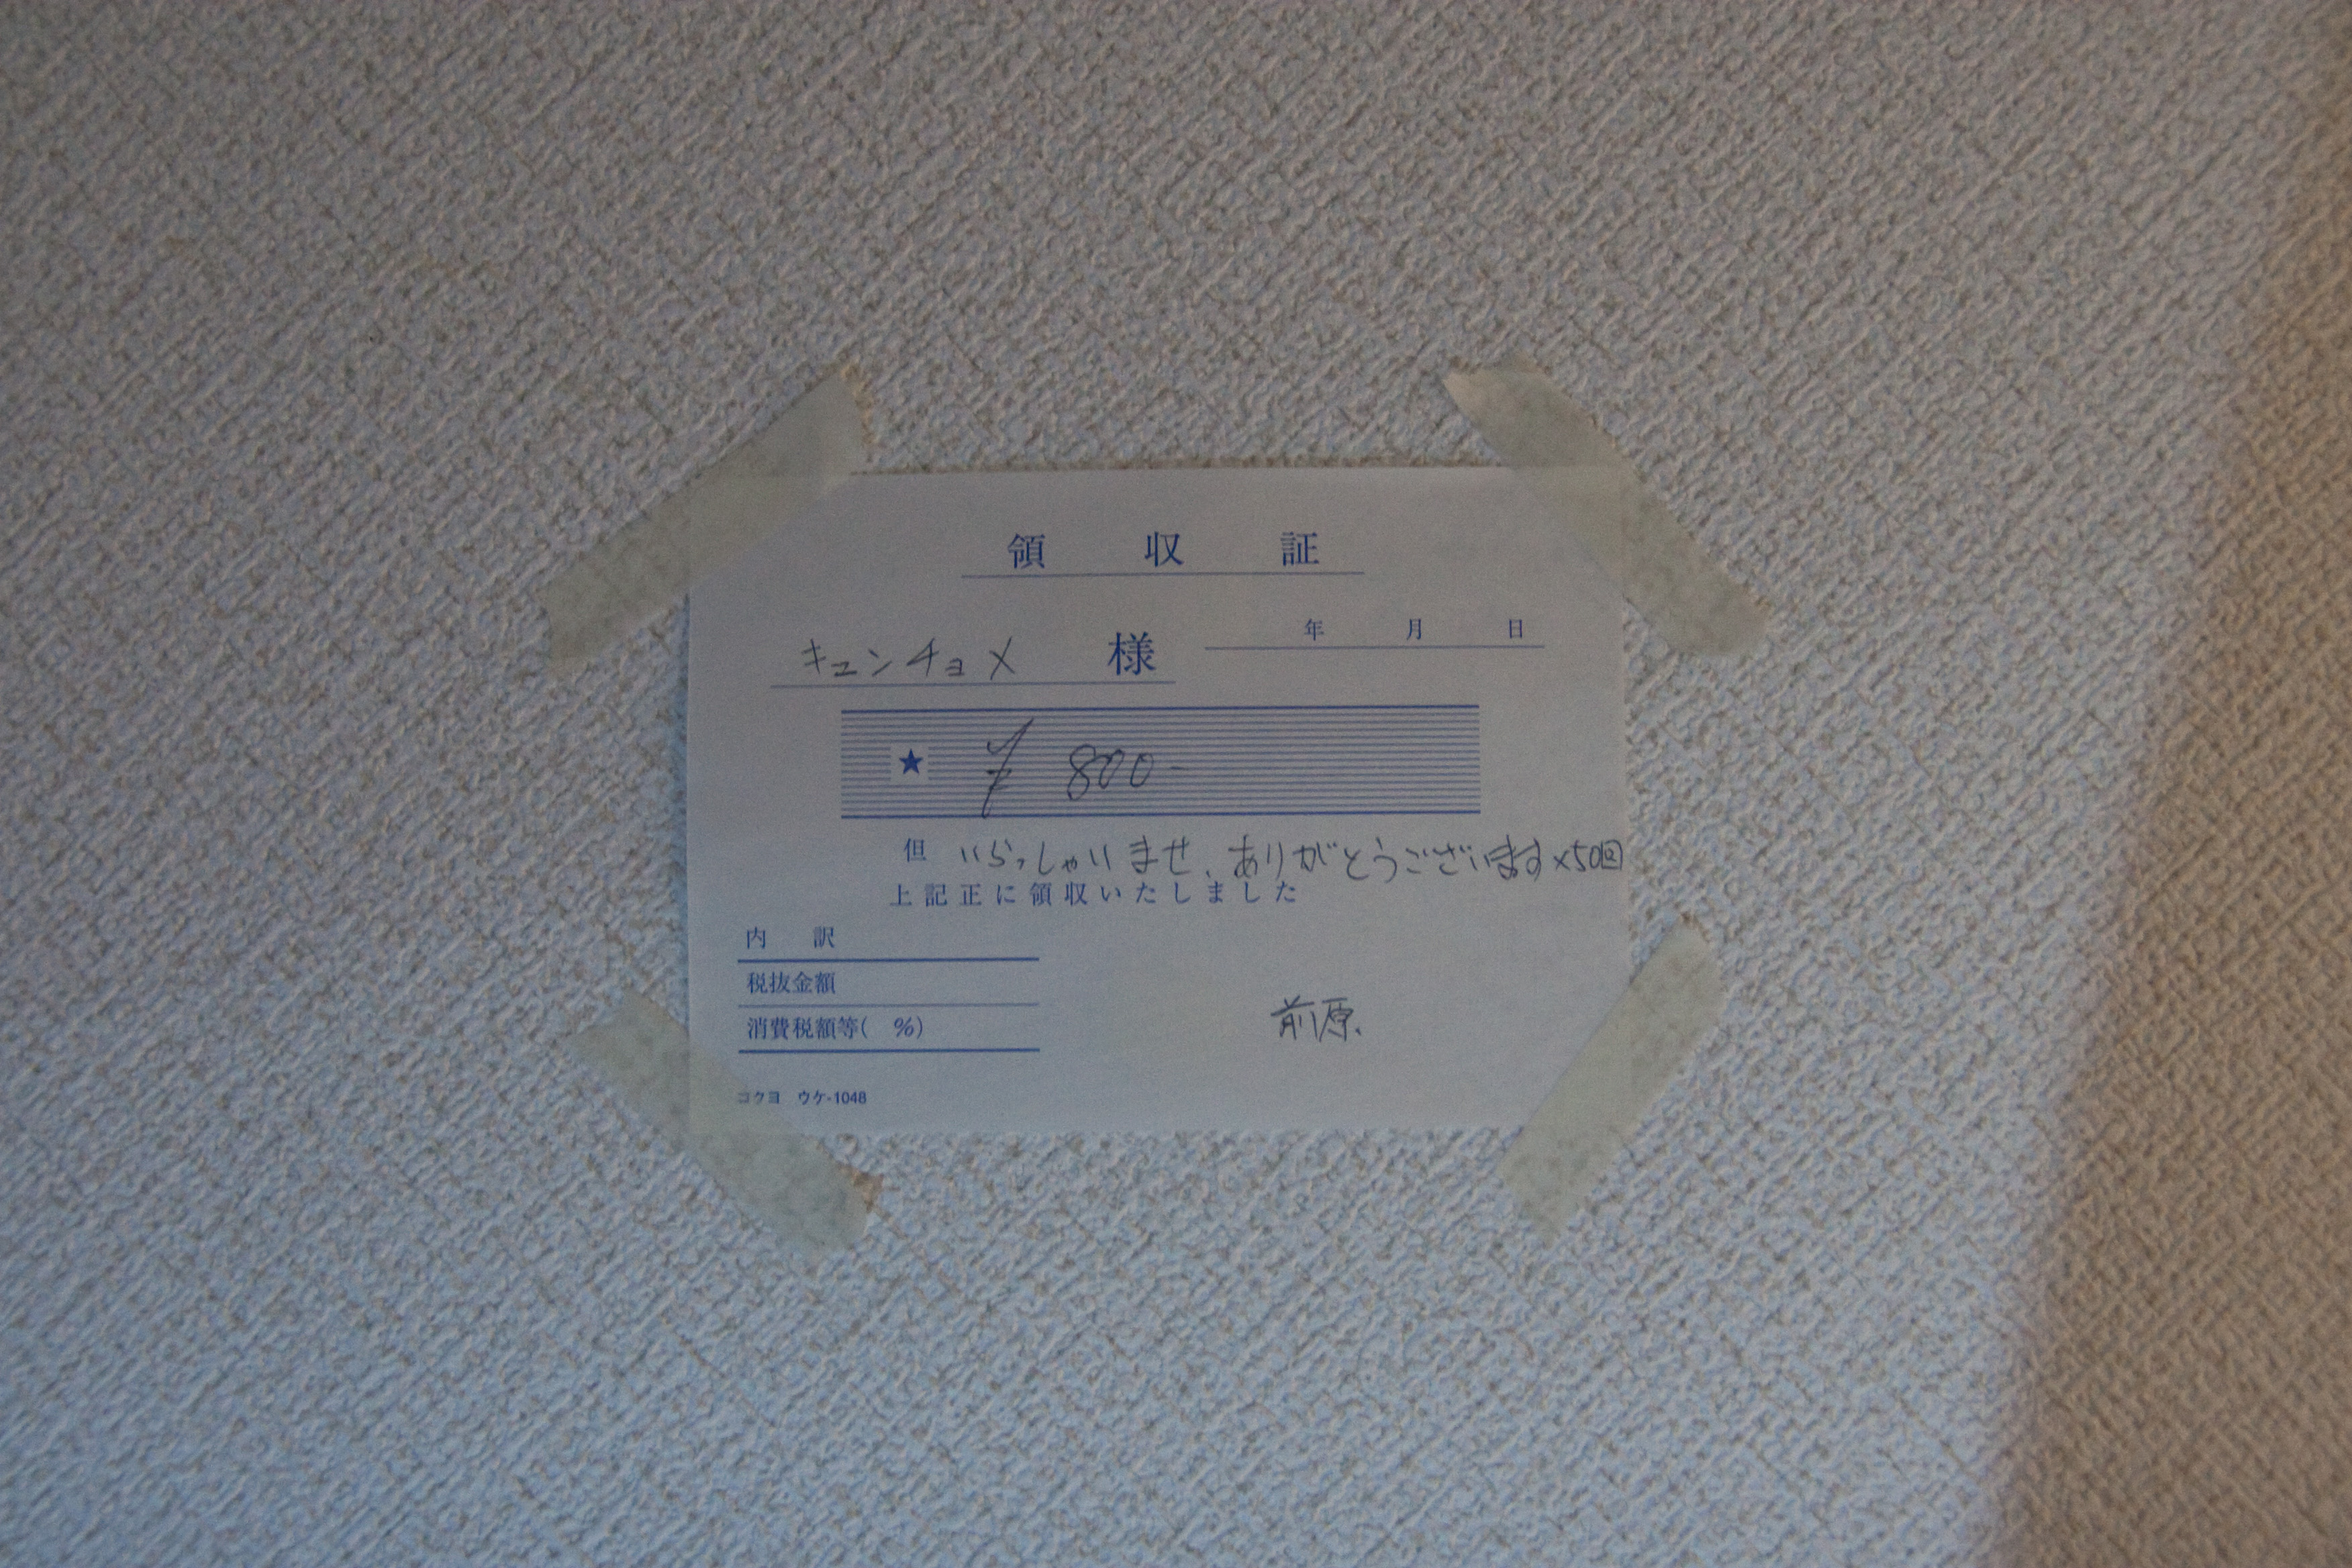 領収証
年 月 日
キュンチョメ 様
★ ¥ 800-
但 いらっしゃいませ、ありがとうございます×50回
上記正に領収いたしました
内訳
税抜金額
消費税額等( %)
前原
コクヨ ウケ-1048